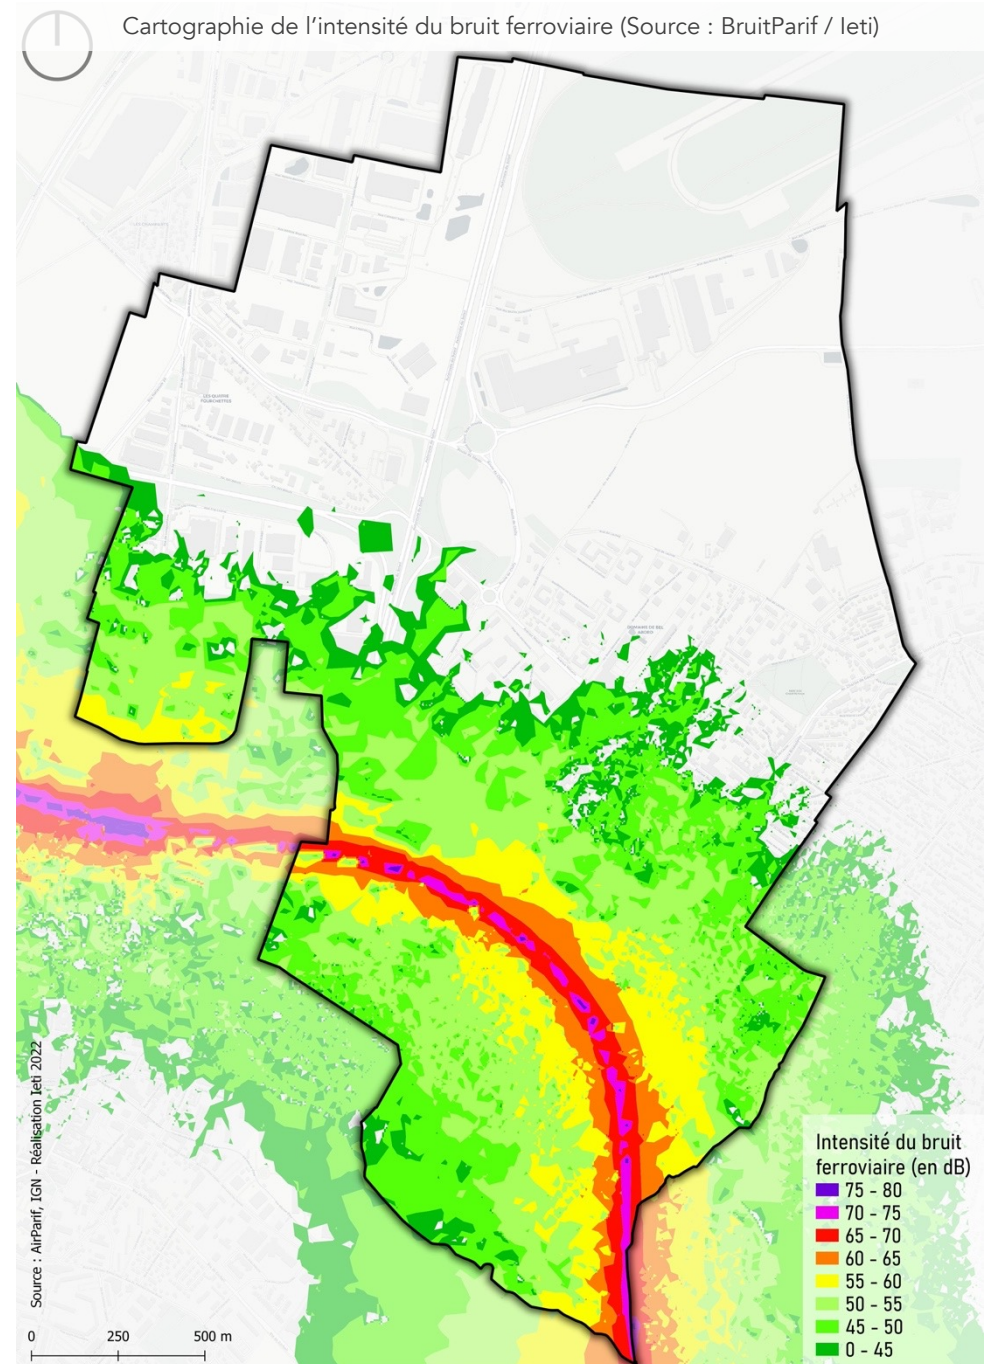 Cartographie de l’intensité du bruit ferroviaire (Source : BruitParif / Ieti)
Source : AirParif, IGN - Réalisation Ieti 2022
Intensité du bruit
ferroviaire (en dB)
75 - 80
70 - 75
65 - 70
60 - 65
55 - 60
50 - 55
45 - 50
0 - 45
0 250 500 m